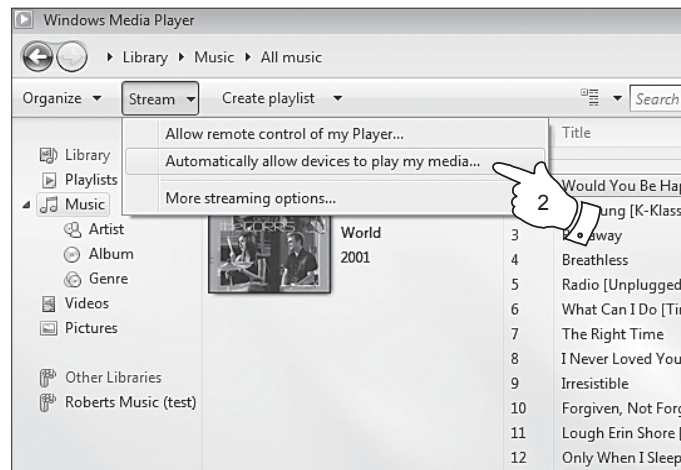 Windows Media Player
Library Music All music
Organize Stream Create playlist Search
Allow remote control of my Player...
Automatically allow devices to play my media...
More streaming options...
2
Library
Playlists
Music
Artist
Album
Genre
Videos
Pictures
Other Libraries
Roberts Music (test)
the CORRS
World
2001
Title
Would You Be Hap
ung [K-Klass
3 away
4 Breathless
5 Radio [Unplugged
6 What Can I Do [Ti
7 The Right Time
8 I Never Loved You
9 Irresistible
10 Forgiven, Not Forg
11 Lough Erin Shore [
12 Only When I Sleep